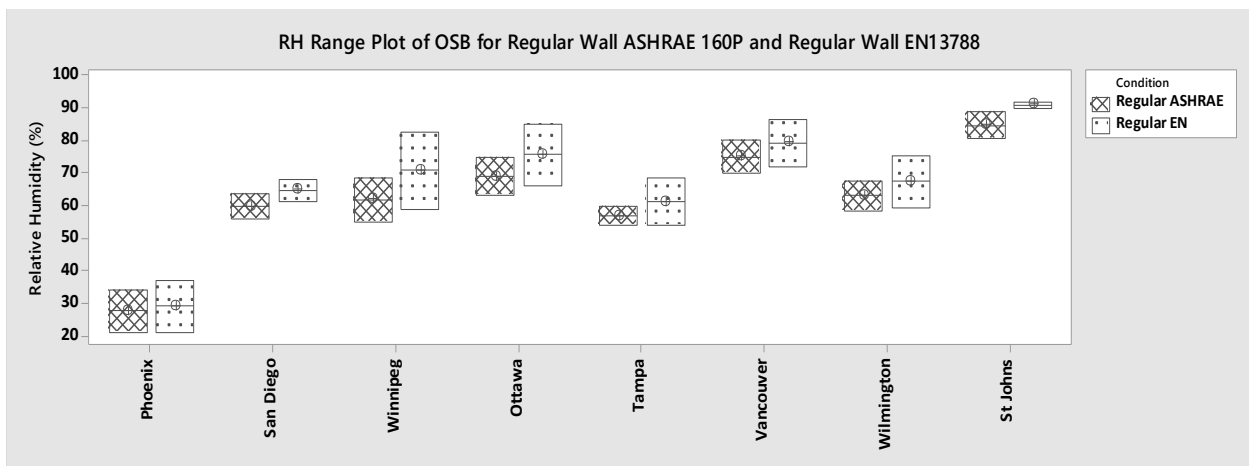 RH Range Plot of OSB for Regular Wall ASHRAE 160P and Regular Wall EN13788
Relative Humidity (%)
100
90
80
70
60
50
40
30
20
Condition
Regular ASHRAE
Regular EN
Phoenix
San Diego
Winnipeg
Ottawa
Tampa
Vancouver
Wilmington
St Johns